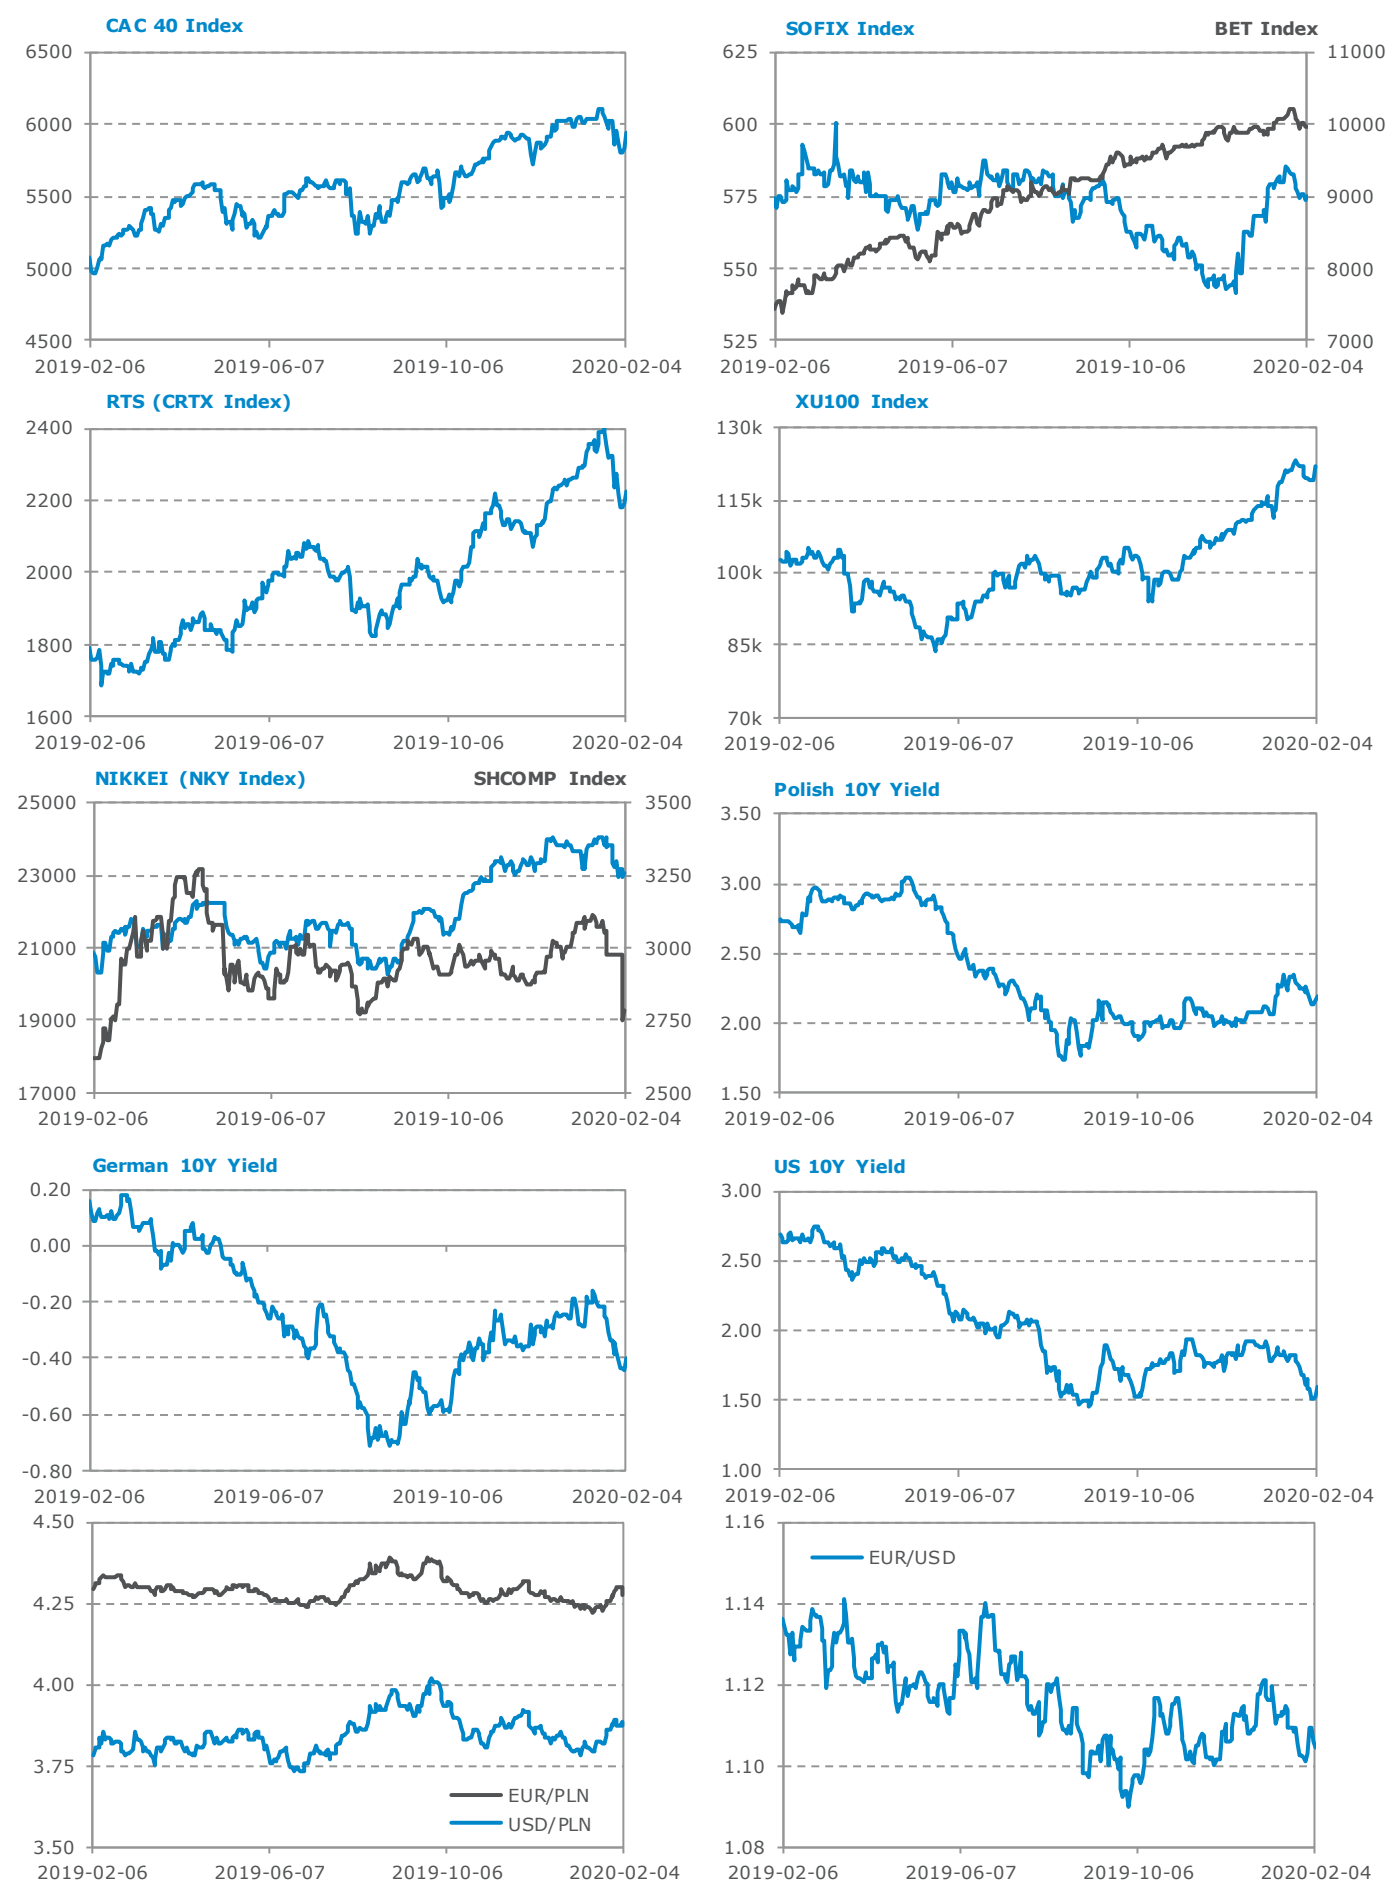 CAC 40 Index
6500
6000
5500
5000
4500
2019-02-06 2019-06-07 2019-10-06 2020-02-04
SOFIX Index BET Index
625 11000
600 10000
575 9000
550 8000
525 7000
2019-02-06 2019-06-07 2019-10-06 2020-02-04
RTS (CRTX Index)
2400
2200
2000
1800
1600
2019-02-06 2019-06-07 2019-10-06 2020-02-04
XU100 Index
130k
115k
100k
85k
70k
2019-02-06 2019-06-07 2019-10-06 2020-02-04
NIKKEI (NKY Index) SHCOMP Index
25000 3500
23000 3250
21000 3000
19000 2750
17000 2500
2019-02-06 2019-06-07 2019-10-06 2020-02-04
Polish 10Y Yield
3.50
3.00
2.50
2.00
1.50
2019-02-06 2019-06-07 2019-10-06 2020-02-04
German 10Y Yield
0.20
0.00
-0.20
-0.40
-0.60
-0.80
2019-02-06 2019-06-07 2019-10-06 2020-02-04
US 10Y Yield
3.00
2.50
2.00
1.50
1.00
2019-02-06 2019-06-07 2019-10-06 2020-02-04
4.50
4.25
4.00
3.75
EUR/PLN
USD/PLN
3.50
2019-02-06 2019-06-07 2019-10-06 2020-02-04
1.16
EUR/USD
1.14
1.12
1.10
1.08
2019-02-06 2019-06-07 2019-10-06 2020-02-04